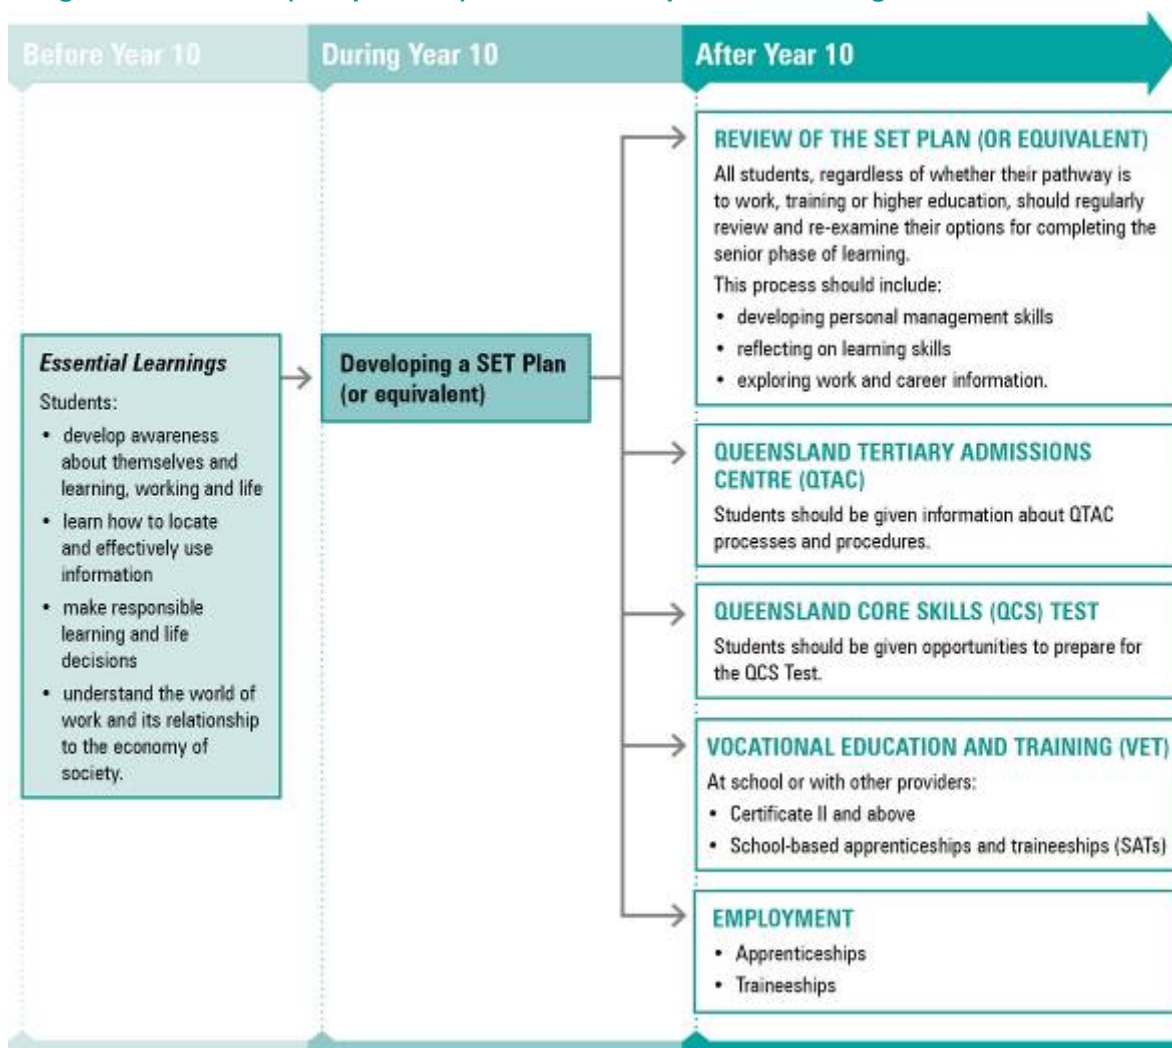 Before Year 10
During Year 10
After Year 10
Essential Learnings
Students:
• develop awareness
about themselves and
learning, working and life
• learn how to locate
and effectively use
information
• make responsible
learning and life
decisions
• understand the world of
work and its relationship
to the economy of
society.
Developing a SET Plan
(or equivalent)
REVIEW OF THE SET PLAN (OR EQUIVALENT)
All students, regardless of whether their pathway is
to work, training or higher education, should regularly
review and re-examine their options for completing the
senior phase of learning.
This process should include:
• developing personal management skills
• reflecting on learning skills
• exploring work and career information.
QUEENSLAND TERTIARY ADMISSIONS
CENTRE (QTAC)
Students should be given information about QTAC
processes and procedures.
QUEENSLAND CORE SKILLS (QCS) TEST
Students should be given opportunities to prepare for
the QCS Test.
VOCATIONAL EDUCATION AND TRAINING (VET)
At school or with other providers:
• Certificate II and above
• School-based apprenticeships and traineeships (SATs)
EMPLOYMENT
• Apprenticeships
• Traineeships